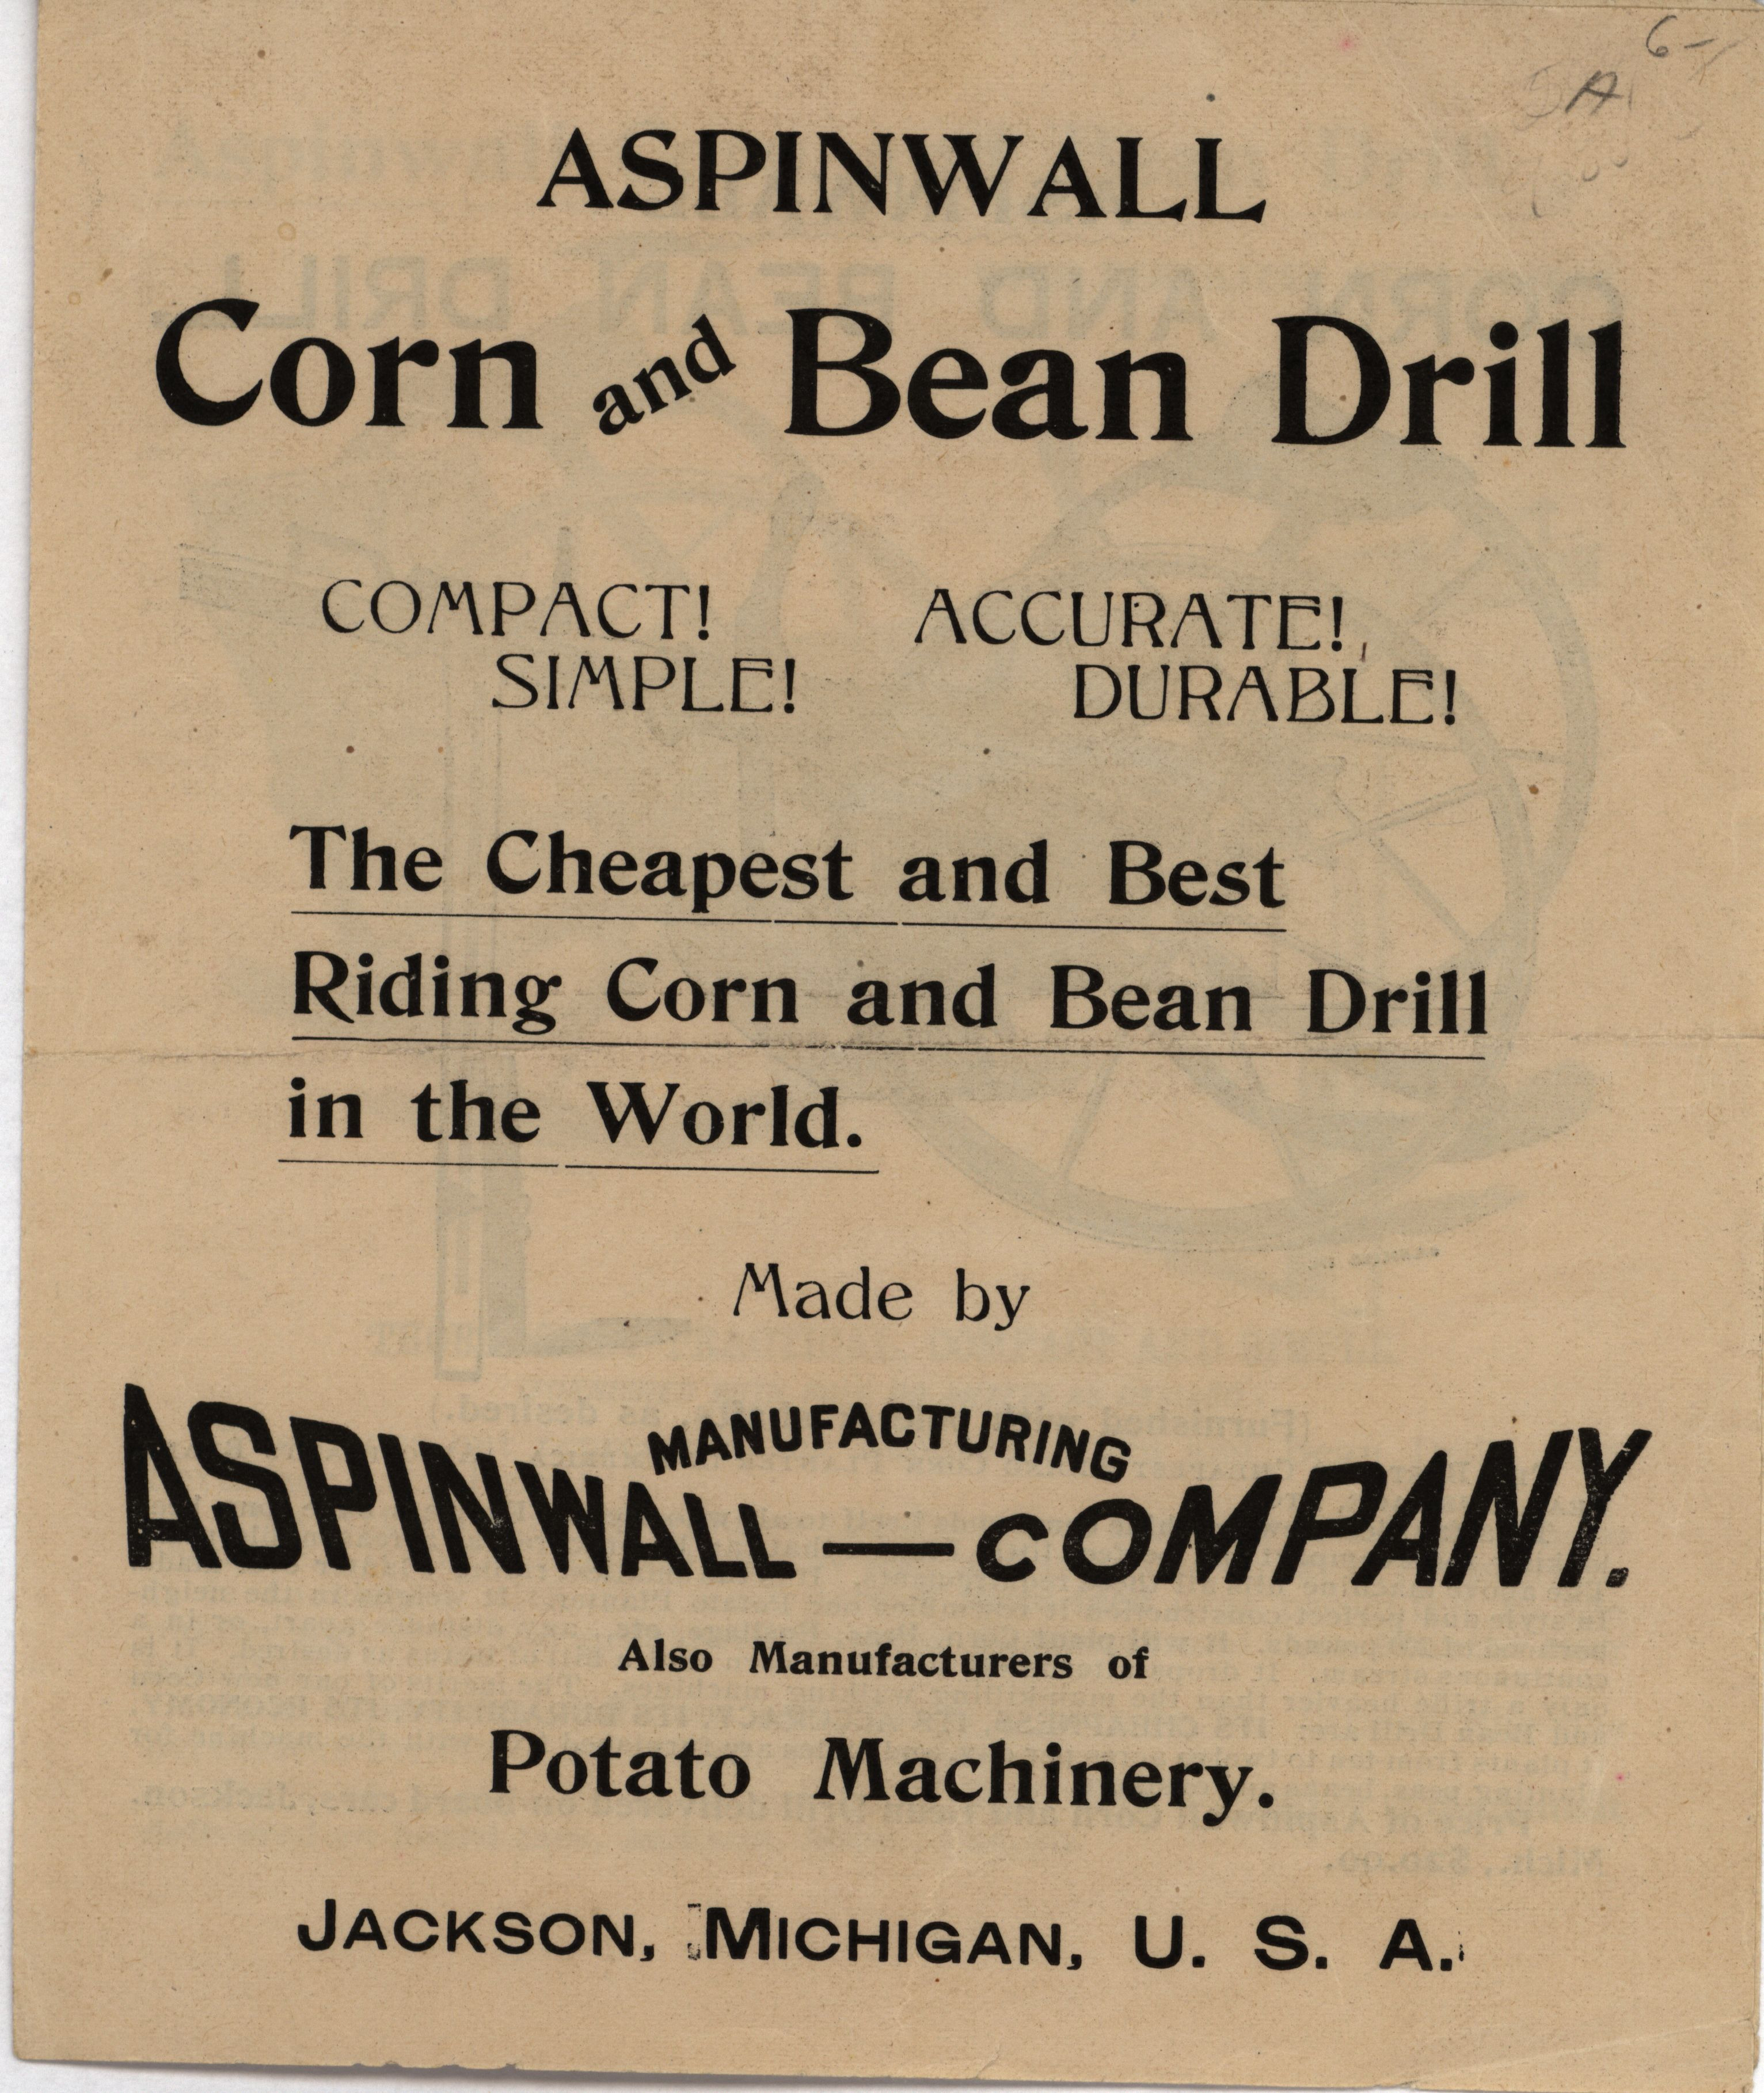 6-
A
ASPINWALL
Corn and Bean Drill
COMPACT! ACCURATE!
SIMPLE! DURABLE!
The Cheapest and Best
Riding Corn and Bean Drill
in the World.
Made by
ASPINWALL MANUFACTURING — COMPANY.
Also Manufacturers of
Potato Machinery.
JACKSON, MICHIGAN, U. S. A.